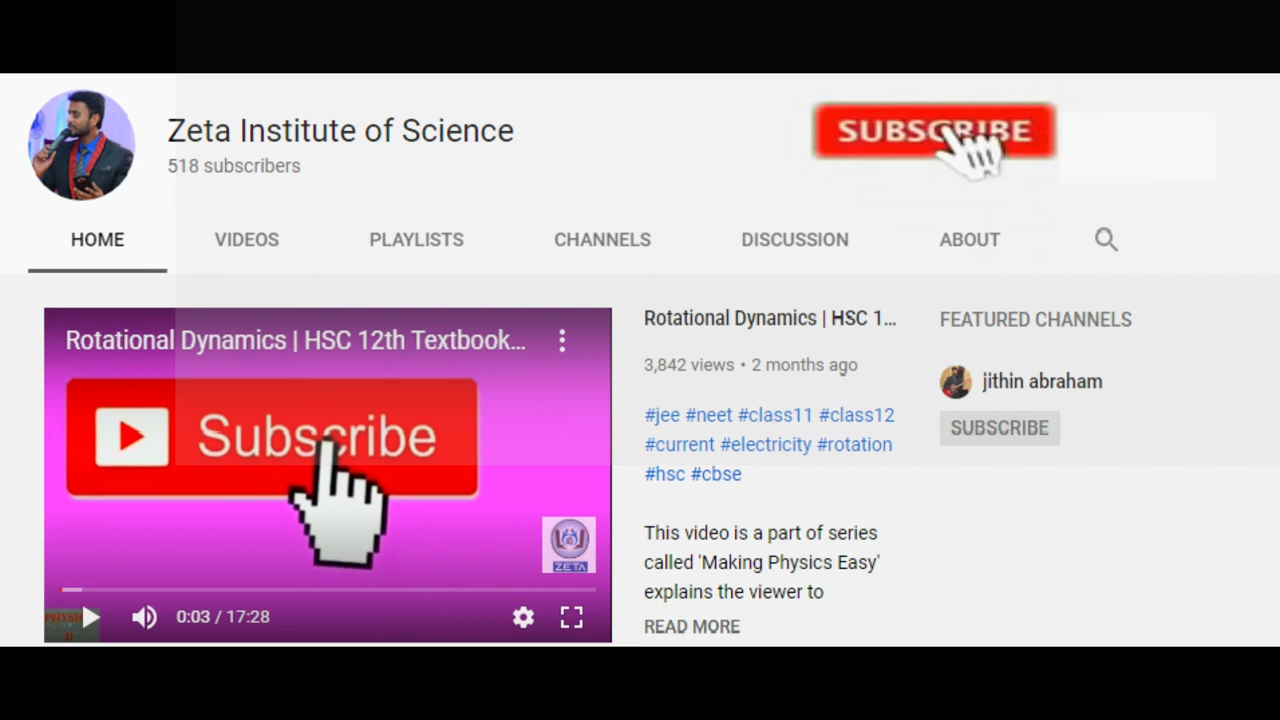 Zeta Institute of Science
518 subscribers
SUBSCRIBE
HOME VIDEOS PLAYLISTS CHANNELS DISCUSSION ABOUT
Rotational Dynamics | HSC 12th Textbook...
Subscribe
ZETA
0:03 / 17:28
Rotational Dynamics | HSC 1...
3,842 views • 2 months ago
#jee #neet #class11 #class12
#current #electricity #rotation
#hsc #cbse
This video is a part of series
called 'Making Physics Easy'
explains the viewer to
READ MORE
FEATURED CHANNELS
jithin abraham
SUBSCRIBE